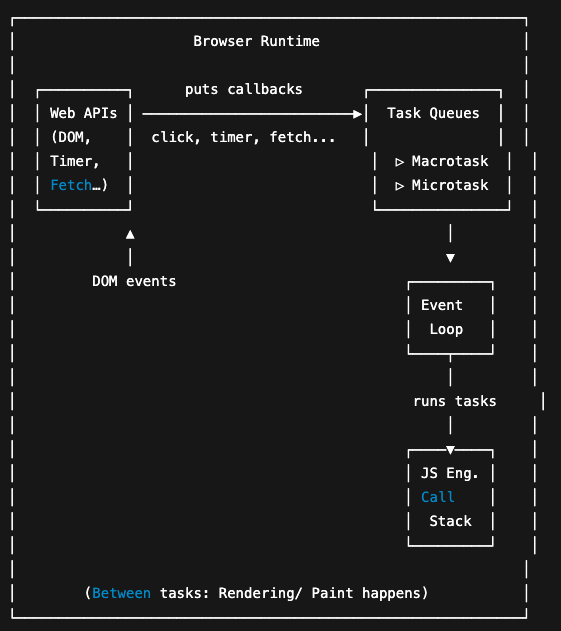 Browser Runtime
puts callbacks
Web APIs
Task Queues
(DOM,
click, timer, fetch...
Timer,
▷ Macrotask
Fetch…)
▷ Microtask
DOM events
Event
Loop
runs tasks
JS Eng.
Call
Stack
(Between tasks: Rendering/ Paint happens)